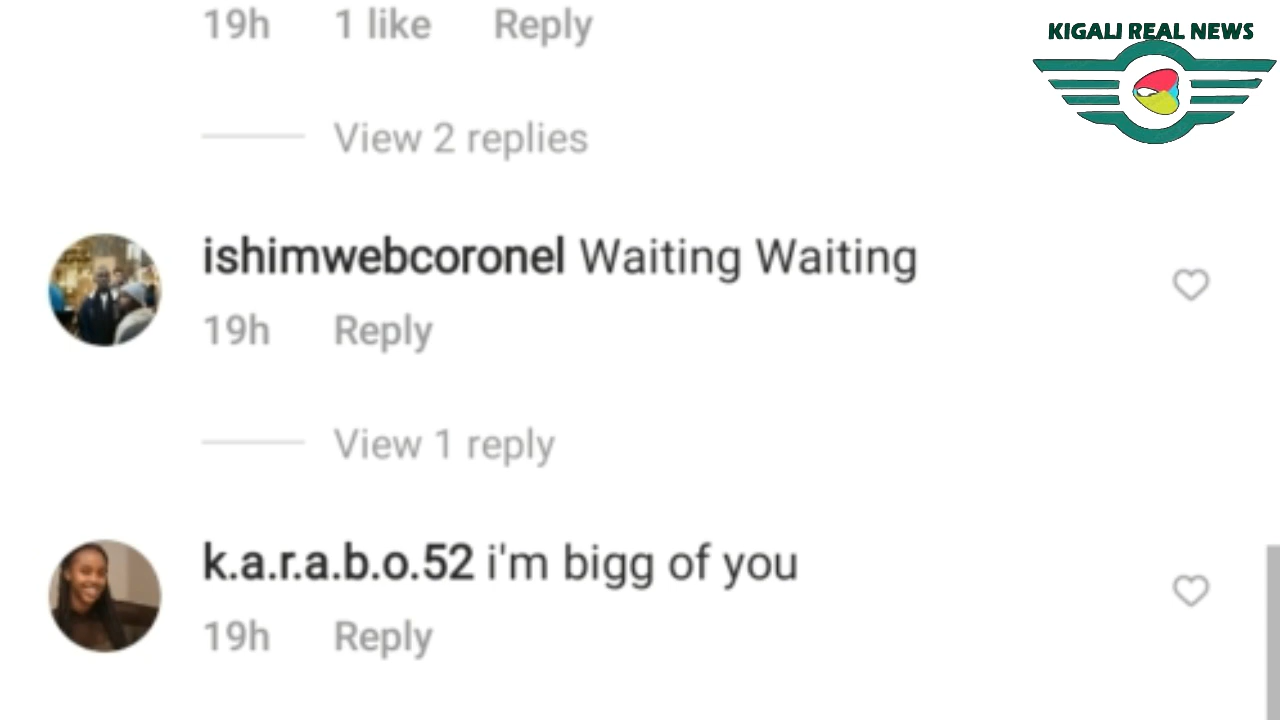 19h 1 like Reply
KIGALI REAL NEWS
View 2 replies
ishimwebcoronel Waiting Waiting
19h Reply
View 1 reply
k.a.r.a.b.o.52 i'm bigg of you
19h Reply